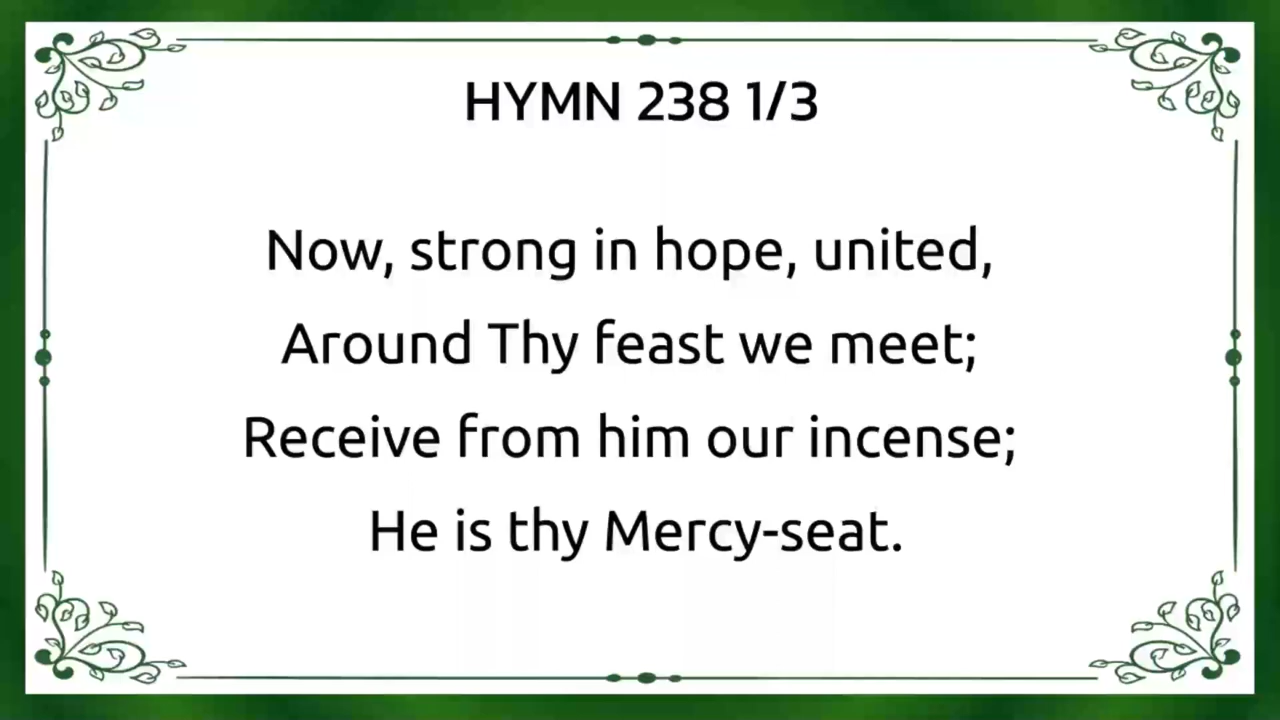 HYMN 238 1/3
Now, strong in hope, united,
Around Thy feast we meet;
Receive from him our incense;
He is thy Mercy-seat.